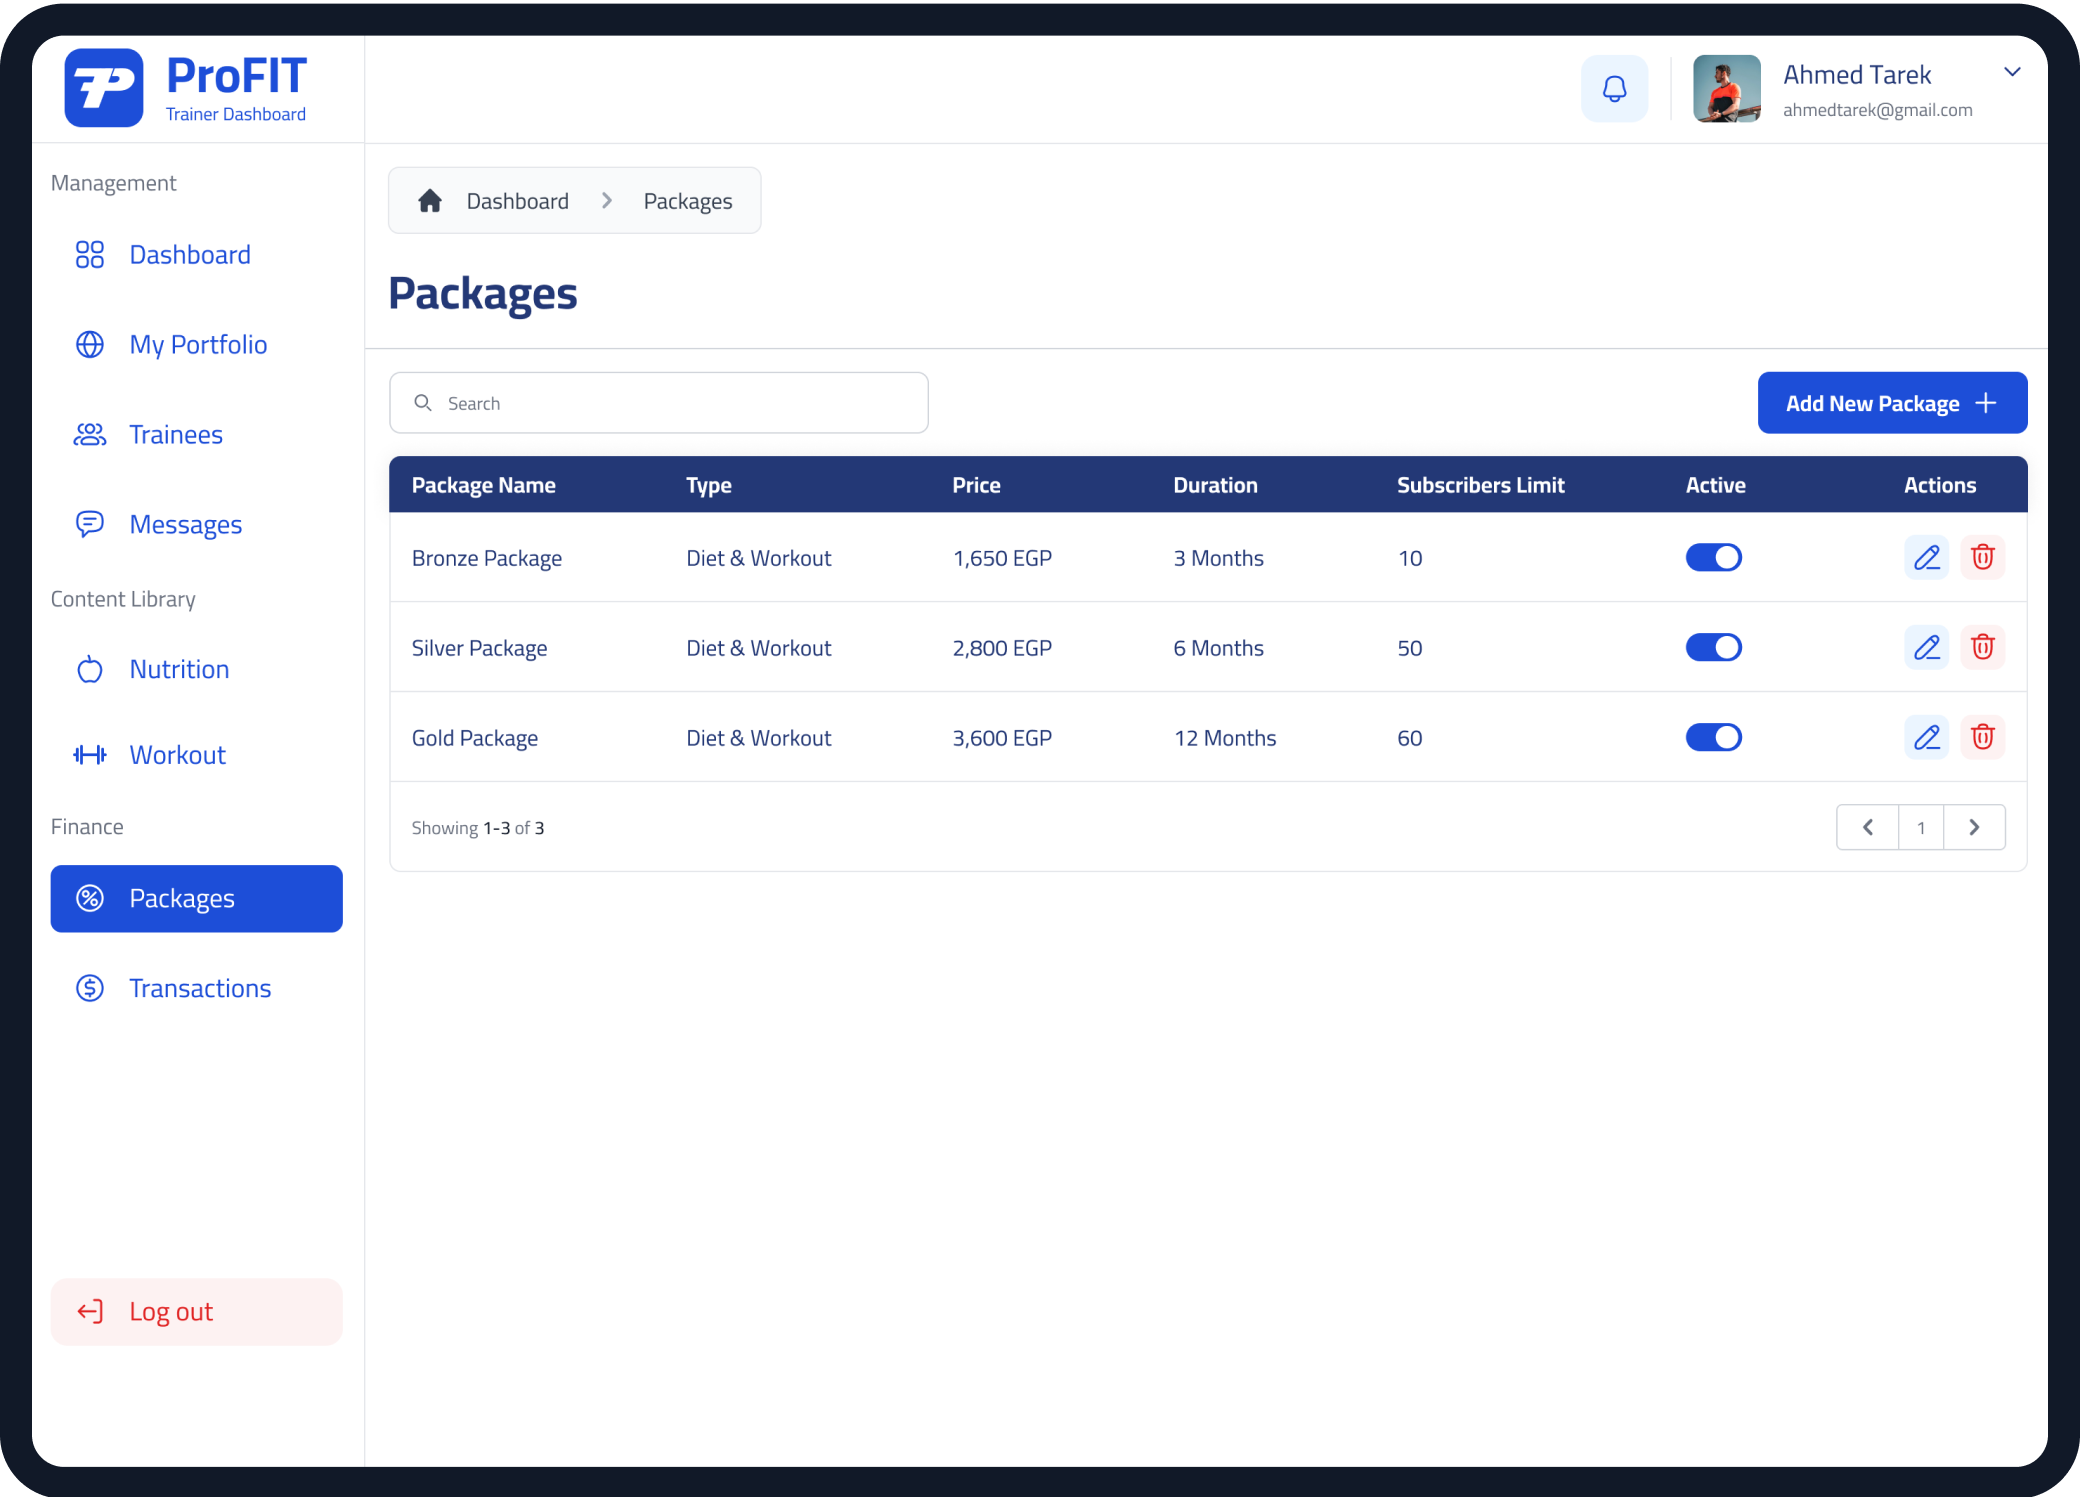 ProFIT
Trainer Dashboard
Ahmed Tarek
ahmedtarek@gmail.com
Management
Dashboard
My Portfolio
Trainees
Messages
Content Library
Nutrition
Workout
Finance
Packages
Transactions
Log out
Dashboard Packages
Packages
Search
Add New Package
Package Name Type Price Duration Subscribers Limit Active Actions
Bronze Package Diet & Workout 1,650 EGP 3 Months 10
Silver Package Diet & Workout 2,800 EGP 6 Months 50
Gold Package Diet & Workout 3,600 EGP 12 Months 60
Showing 1-3 of 3
1